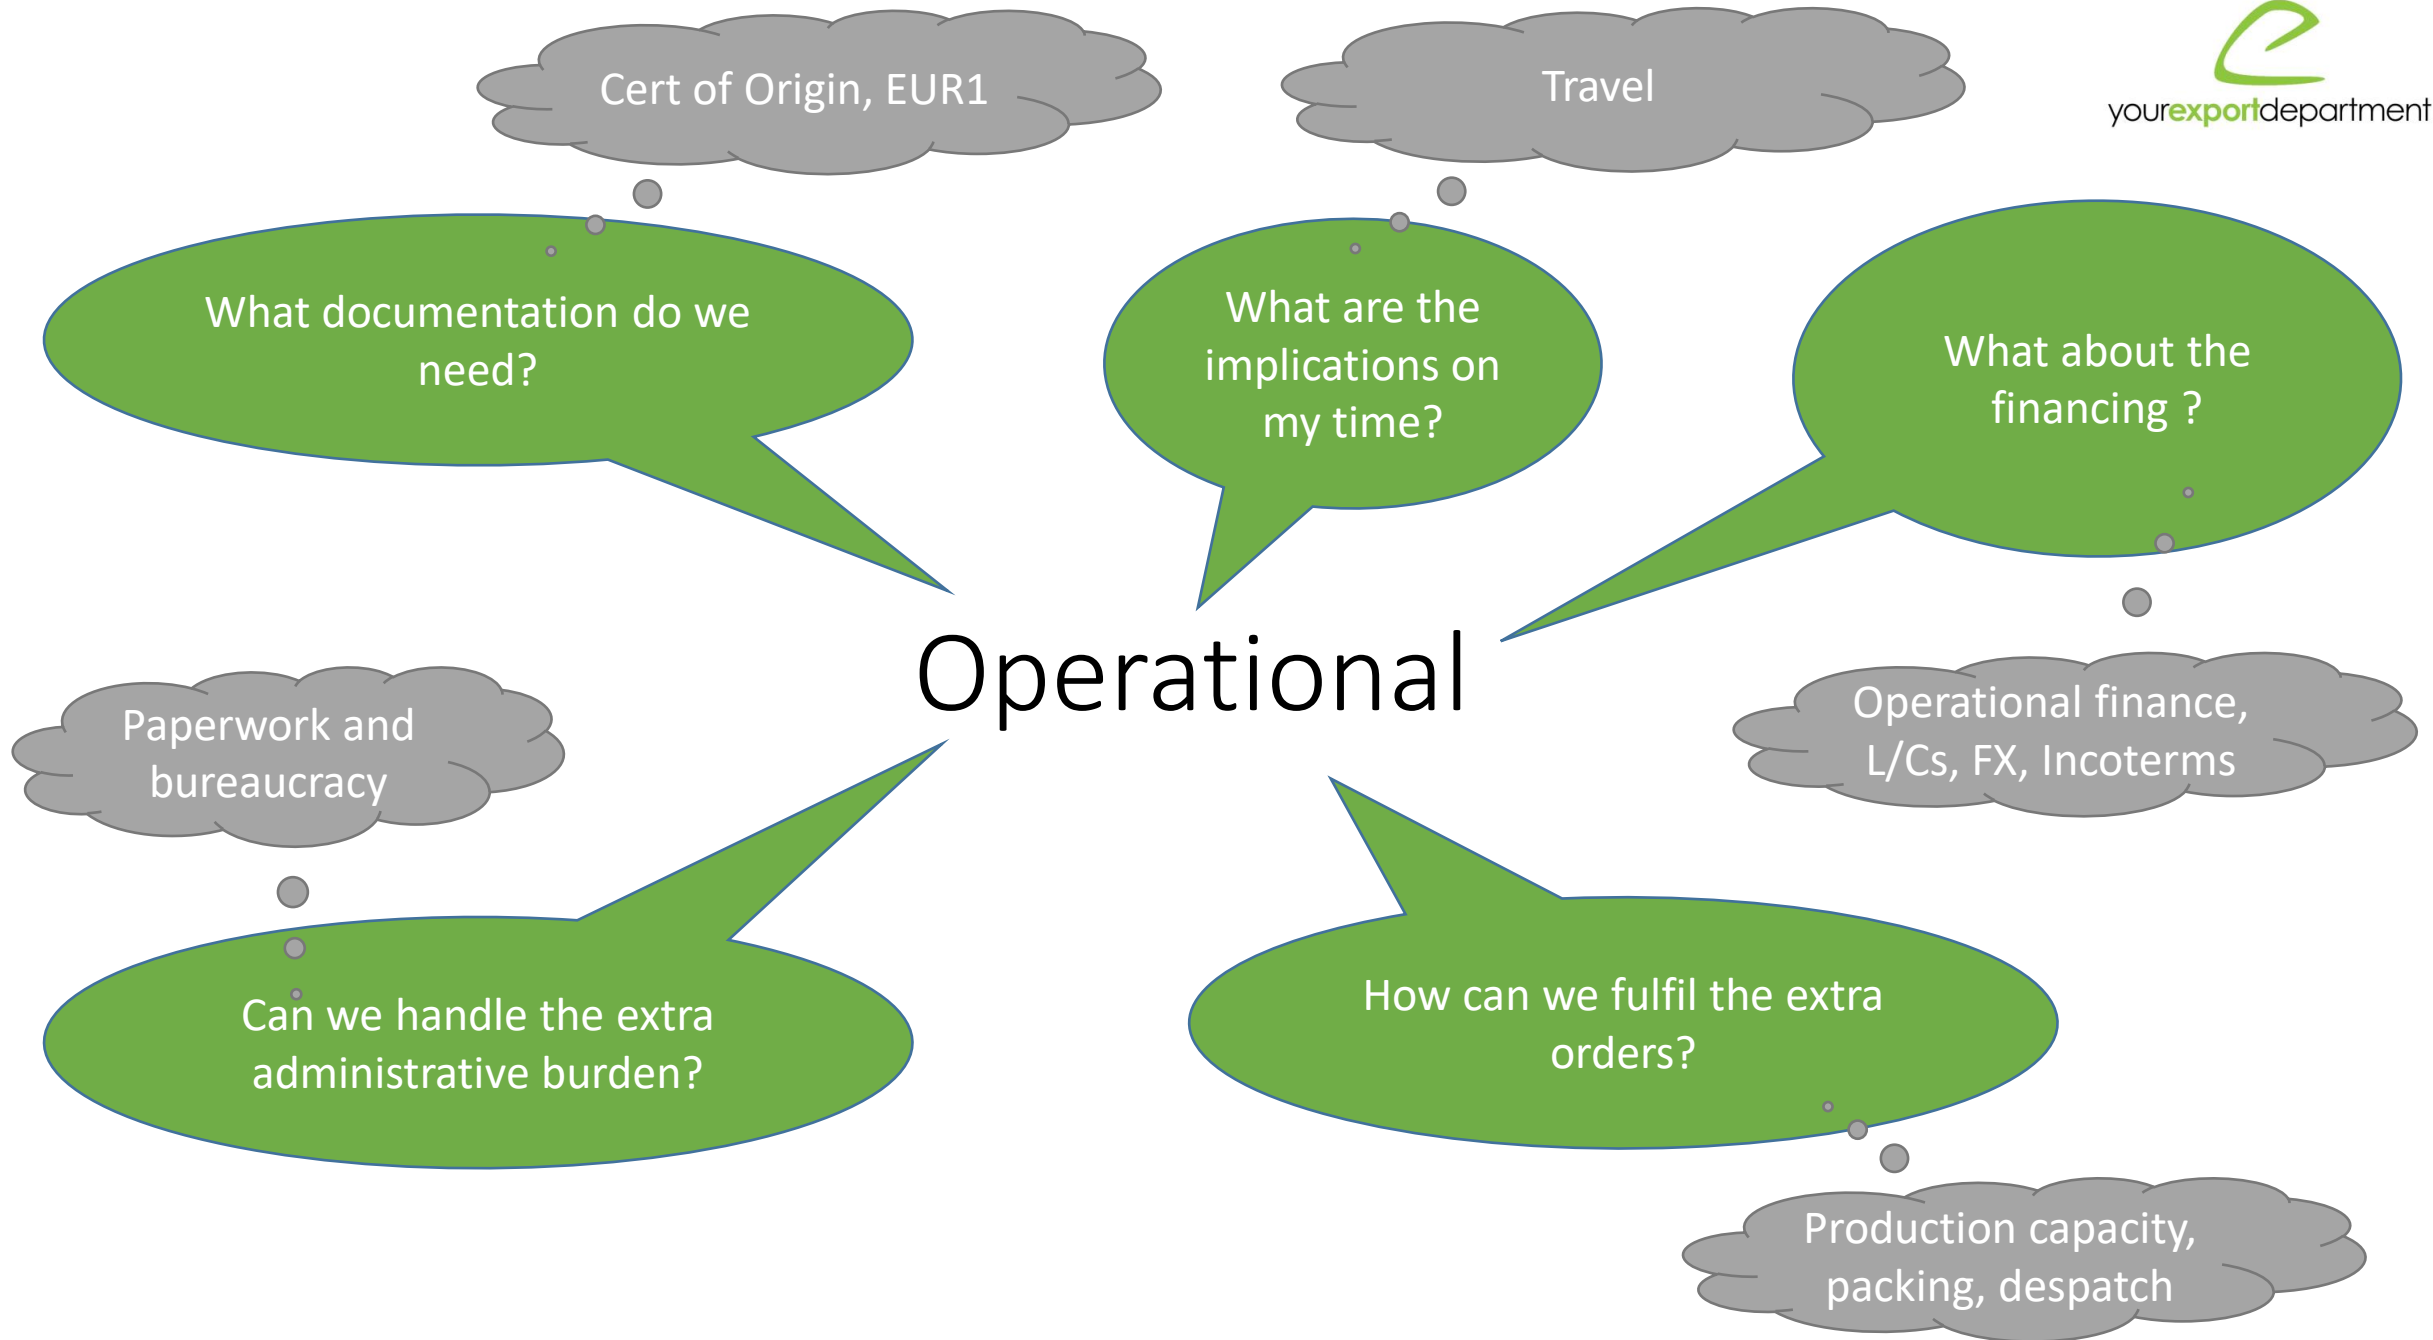 Cert of Origin, EUR1
Travel
yourexportdepartment
What documentation do we
need?
What are the
implications on
my time?
What about the
financing ?
Operational
Paperwork and
bureaucracy
Operational finance,
L/Cs, FX, Incoterms
Can we handle the extra
administrative burden?
How can we fulfil the extra
orders?
Production capacity,
packing, despatch